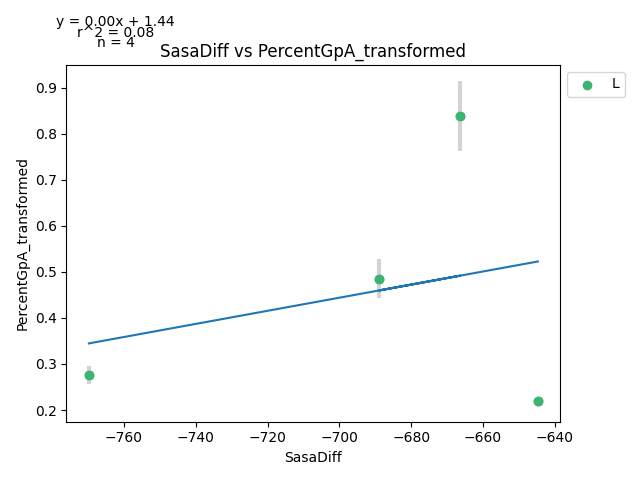 y = 0.00x + 1.44
r^2 = 0.08
n = 4
SasaDiff vs PercentGpA_transformed
L
PercentGpA_transformed
0.9
0.8
0.7
0.6
0.5
0.4
0.3
0.2
−760
−740
−720
−700
−680
−660
−640
SasaDiff